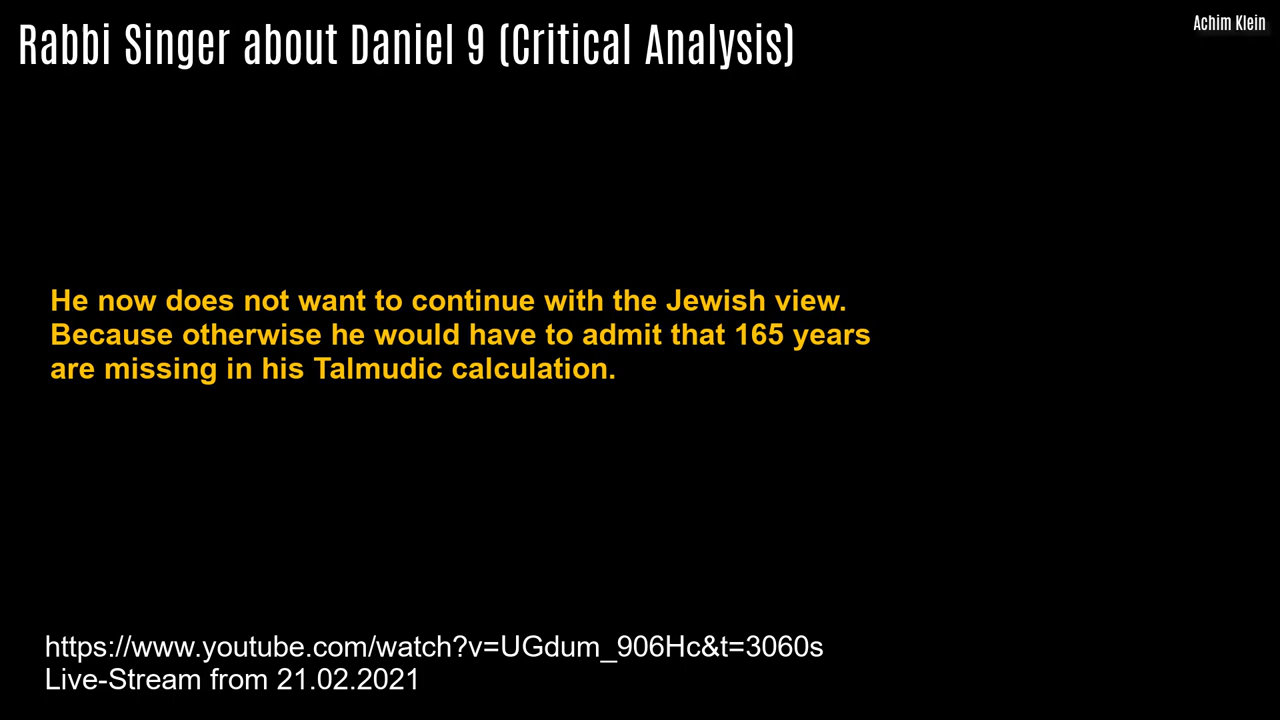 Rabbi Singer about Daniel 9 (Critical Analysis)
Achim Klein
He now does not want to continue with the Jewish view.
Because otherwise he would have to admit that 165 years
are missing in his Talmudic calculation.
https://www.youtube.com/watch?v=UGdum_906Hc&t=3060s
Live-Stream from 21.02.2021